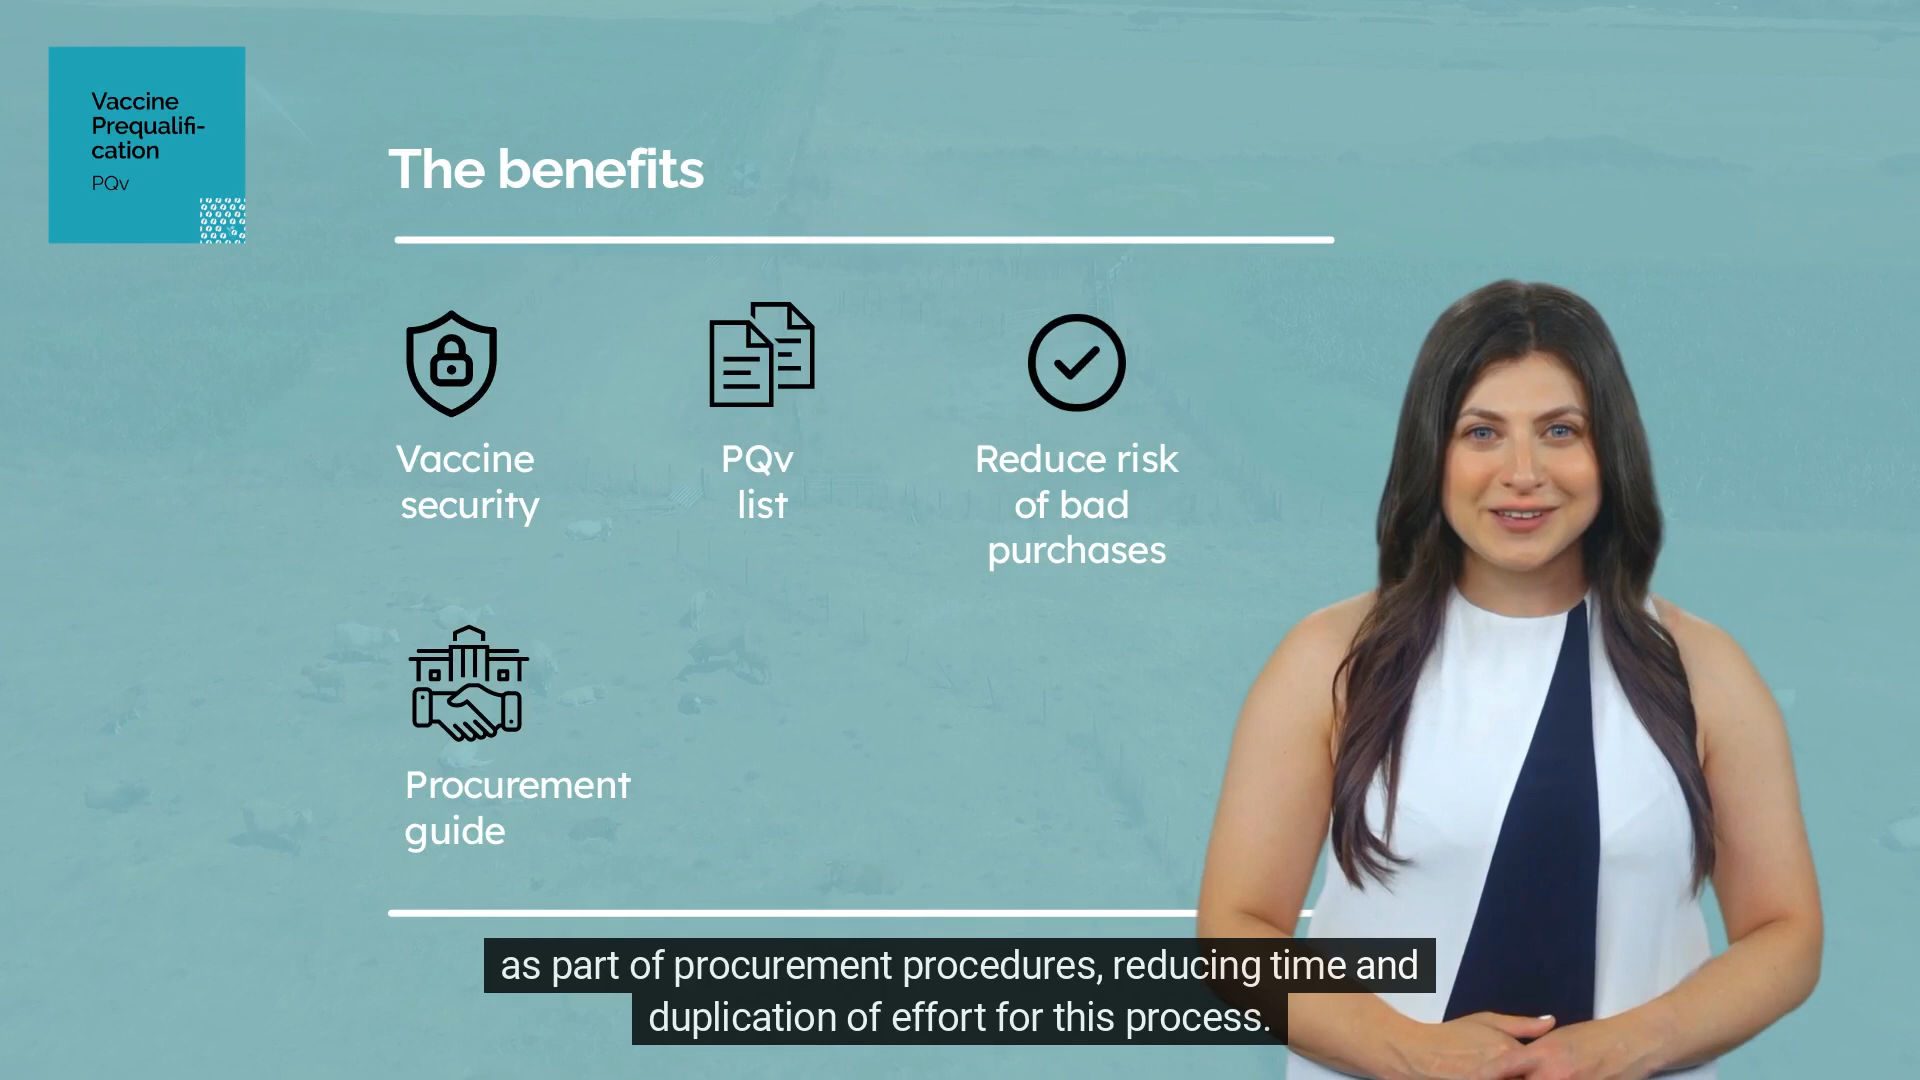 Vaccine
Prequalifi-
cation
PQv
The benefits
Vaccine
security
PQv
list
Reduce risk
of bad
purchases
Procurement
guide
as part of procurement procedures, reducing time and
duplication of effort for this process.